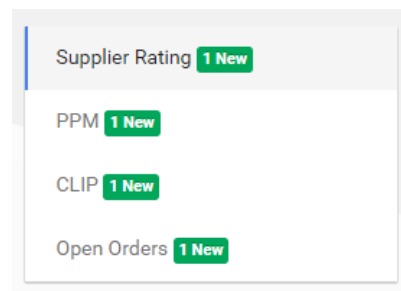 Supplier Rating 1 New
PPM 1 New
CLIP 1 New
Open Orders 1 New